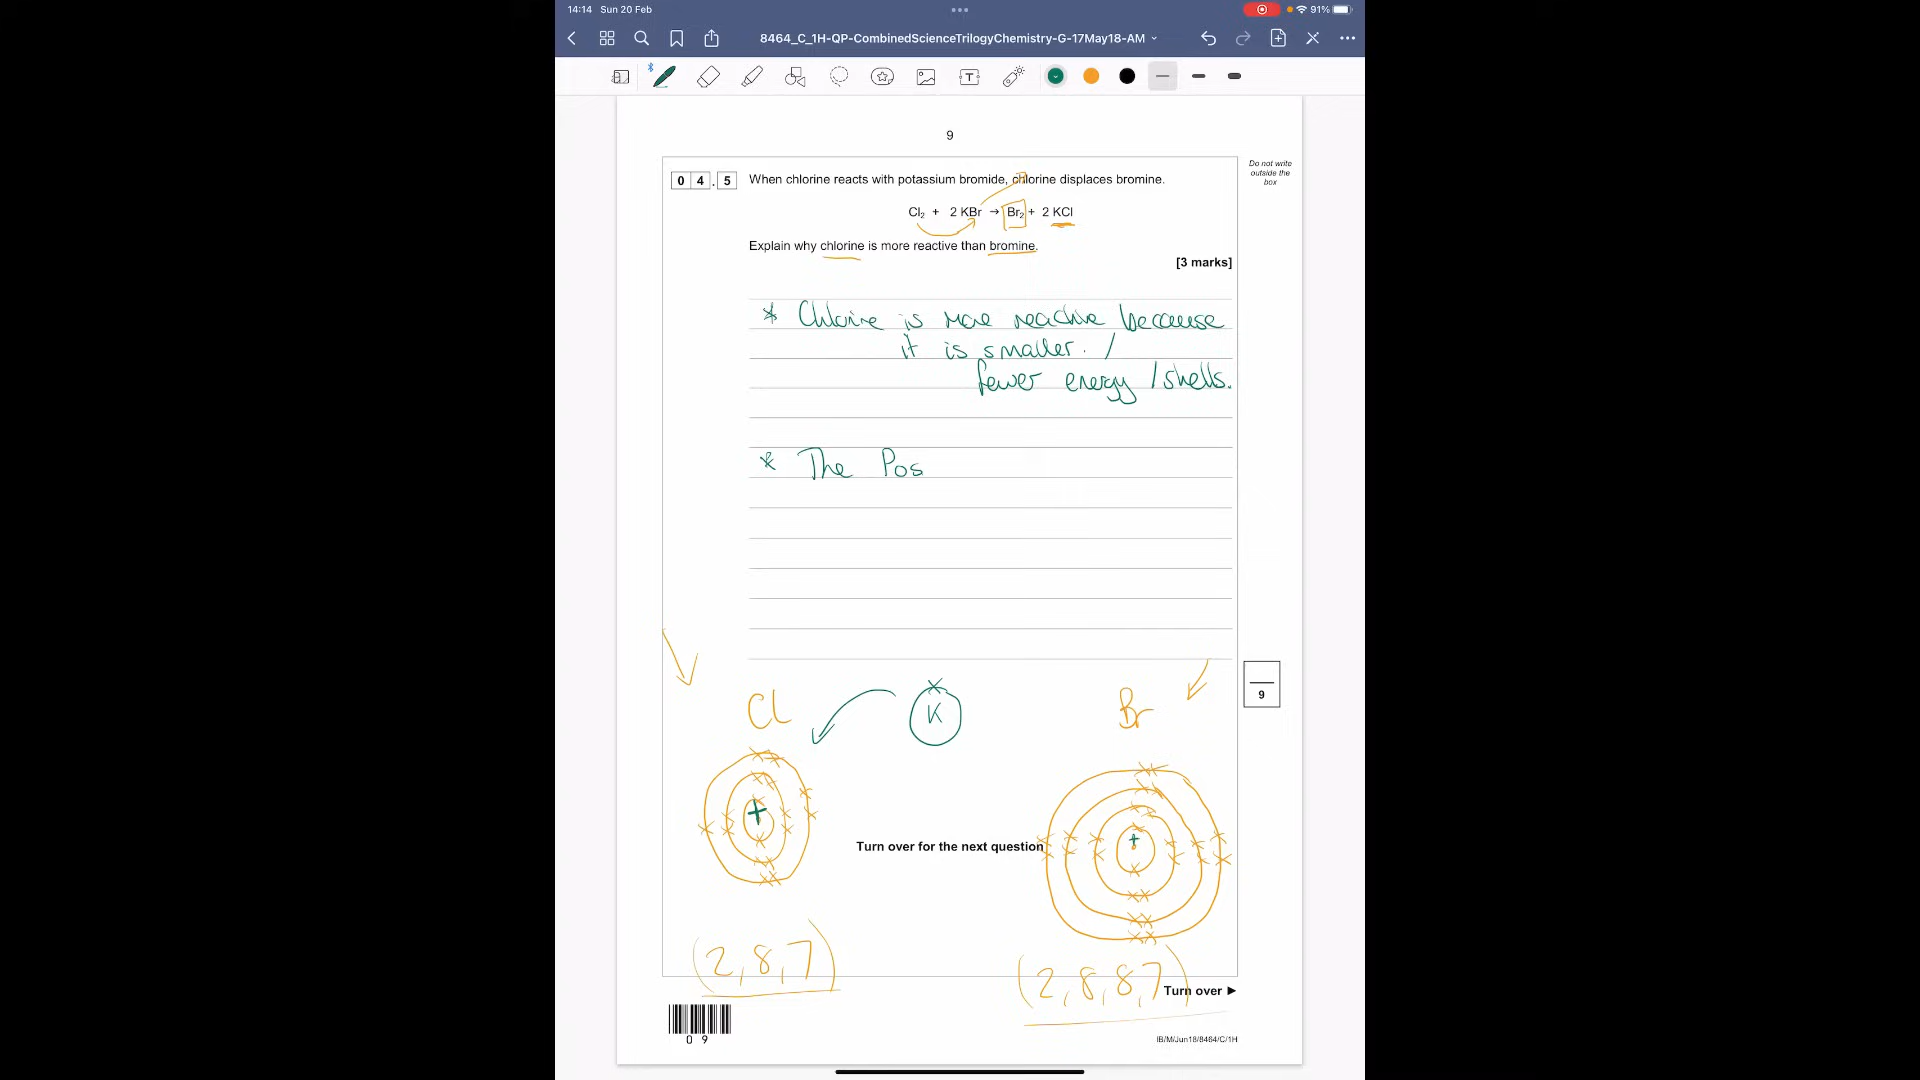 14:14 Sun 20 Feb
91%
8464_C_1H-QP-CombinedScienceTrilogyChemistry-G-17May18-AM
9
Do not write
outside the
box
0 4 . 5 When chlorine reacts with potassium bromide, chlorine displaces bromine.
Cl₂ + 2 KBr → Br₂ + 2 KCl
Explain why chlorine is more reactive than bromine.
[3 marks]
* Chlorine is more reactive because
it is smaller. /
fewer energy / shells.
* The Pos
9
Cl
K
Br
Turn over for the next question
(2,8,7)
(2,8,8,7)
Turn over ►
0 9
IB/M/Jun18/8464/C/1H